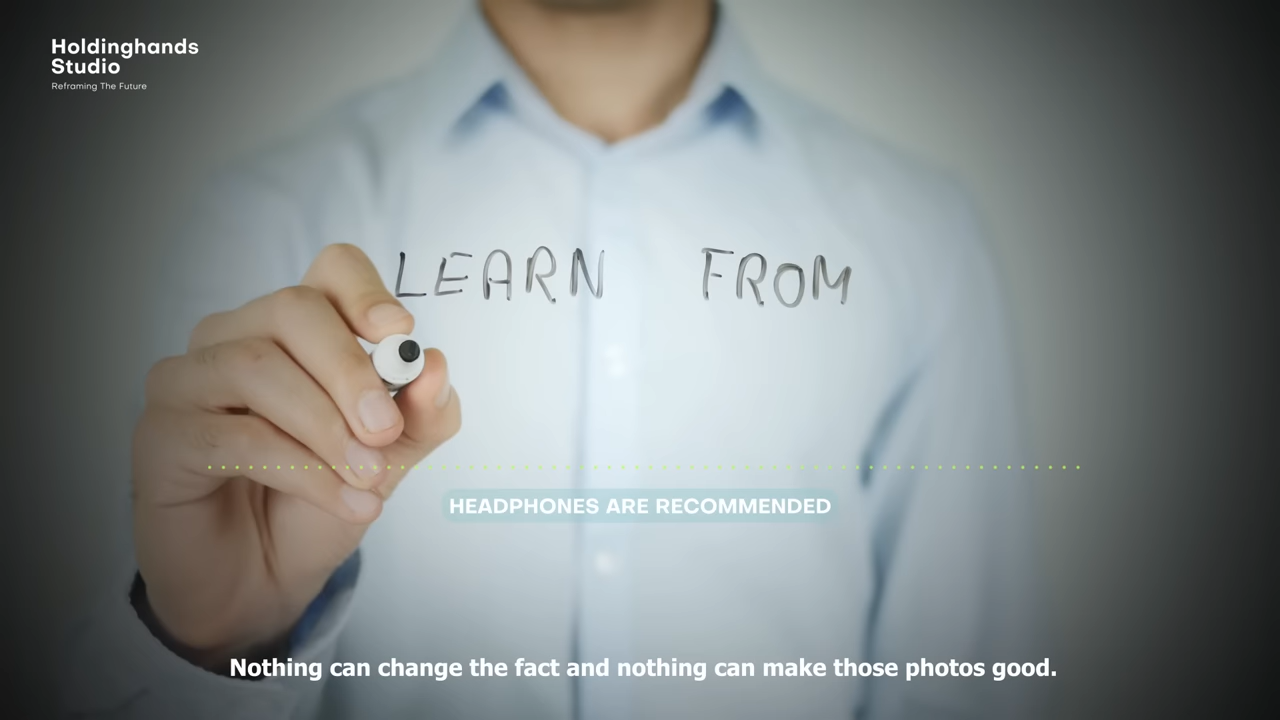 Holdinghands
Studio
Reframing The Future
LEARN FROM
HEADPHONES ARE RECOMMENDED
Nothing can change the fact and nothing can make those photos good.